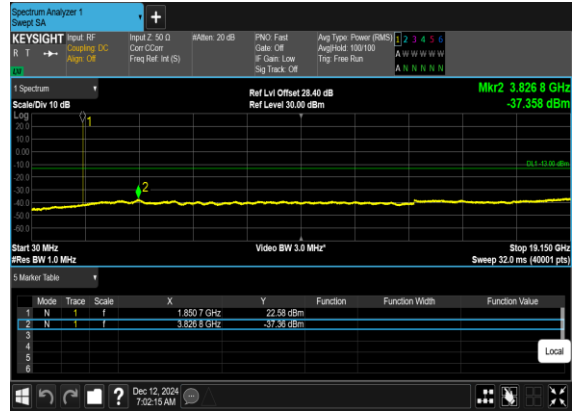 Spectrum Analyzer 1
Swept SA
+
KEYSIGHT Input: RF Input Z: 50 Ω #Atten: 20 dB PNO: Fast Avg Type: Power (RMS) 1 2 3 4 5 6
R T Coupling: DC Corr CCorr Gate: Off Avg|Hold: 100/100 A W W W W W
Align: Off Freq Ref: Int (S) IF Gain: Low Trig: Free Run
Sig Track: Off A N N N N N
1 Spectrum Ref Lvl Offset 28.40 dB Mkr2 3.826 8 GHz
Scale/Div 10 dB Ref Level 30.00 dBm -37.358 dBm
Log
1
20.0
10.0
0.00
-10.0 DL1 -13.00 dBm
-20.0
-30.0 2
-40.0
-50.0
-60.0
Start 30 MHz Video BW 3.0 MHz* Stop 19.150 GHz
#Res BW 1.0 MHz Sweep 32.0 ms (40001 pts)
5 Marker Table
Mode Trace Scale X Y Function Function Width Function Value
1 N 1 f 1.850 7 GHz 22.58 dBm
2 N 1 f 3.826 8 GHz -37.36 dBm
3
4
5
6
Local
? Dec 12, 2024
7:02:15 AM